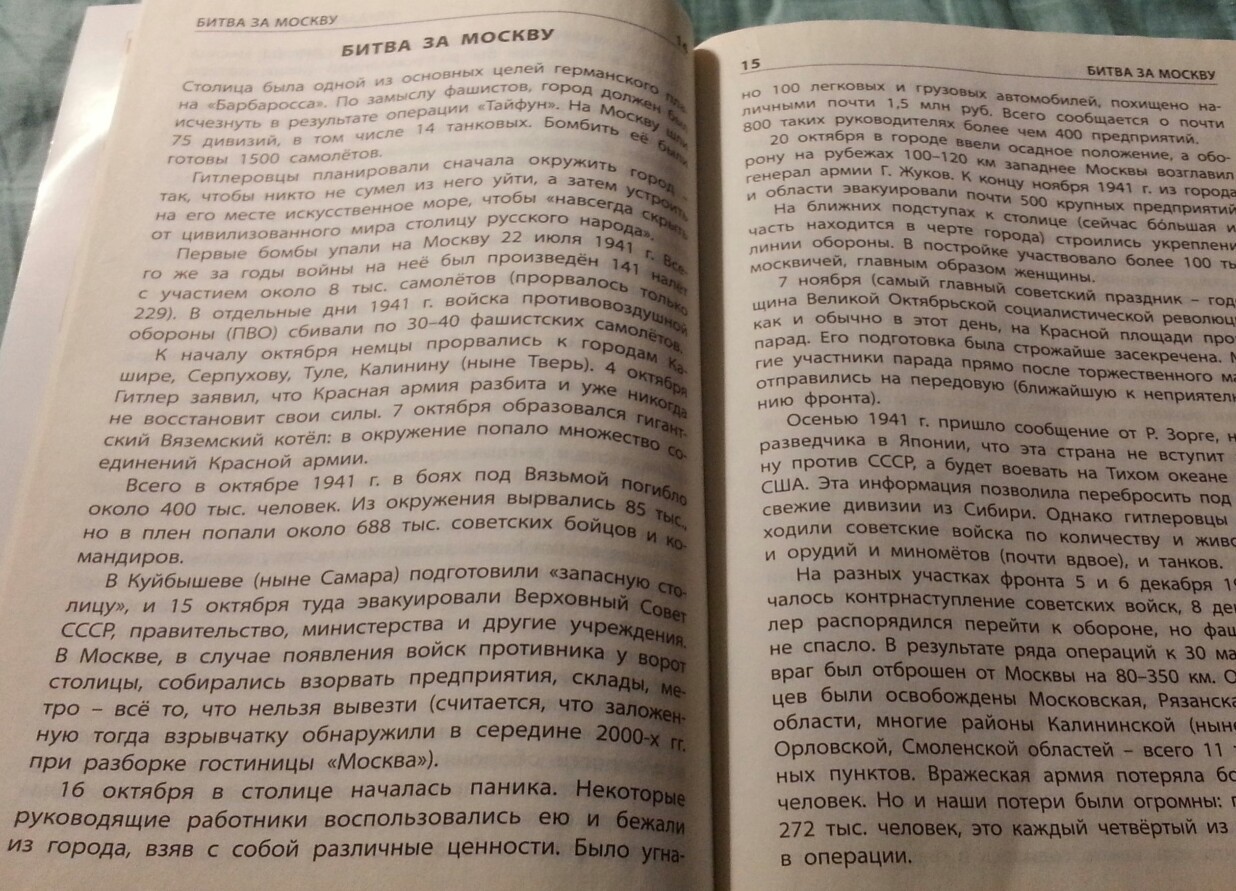 БИТВА ЗА МОСКВУ
БИТВА ЗА МОСКВУ
Столица была одной из основных целей германского пла-
на «Барбаросса». По замыслу фашистов, город должен был
исчезнуть в результате операции «Тайфун». На Москву шли
75 дивизий, в том числе 14 танковых. Бомбить её были
готовы 1500 самолётов.
Гитлеровцы планировали сначала окружить город –
так, чтобы никто не сумел из него уйти, а затем устроить
на его месте искусственное море, чтобы «навсегда скрыть
от цивилизованного мира столицу русского народа».
Первые бомбы упали на Москву 22 июля 1941 г. Все-
го же за годы войны на неё был произведён 141 налёт
с участием около 8 тыс. самолётов (прорвалось только
229). В отдельные дни 1941 г. войска противовоздушной
обороны (ПВО) сбивали по 30–40 фашистских самолётов.
К началу октября немцы прорвались к городам Ка-
шире, Серпухову, Туле, Калинину (ныне Тверь). 4 октября
Гитлер заявил, что Красная армия разбита и уже никогда
не восстановит свои силы. 7 октября образовался гигант-
ский Вяземский котёл: в окружение попало множество со-
единений Красной армии.
Всего в октябре 1941 г. в боях под Вязьмой погибло
около 400 тыс. человек. Из окружения вырвались 85 тыс.,
но в плен попали около 688 тыс. советских бойцов и ко-
мандиров.
В Куйбышеве (ныне Самара) подготовили «запасную сто-
лицу», и 15 октября туда эвакуировали Верховный Совет
СССР, правительство, министерства и другие учреждения.
В Москве, в случае появления войск противника у ворот
столицы, собирались взорвать предприятия, склады, ме-
тро – всё то, что нельзя вывезти (считается, что заложен-
ную тогда взрывчатку обнаружили в середине 2000-х гг.
при разборке гостиницы «Москва»).
16 октября в столице началась паника. Некоторые
руководящие работники воспользовались ею и бежали
из города, взяв с собой различные ценности. Было угна-
15
БИТВА ЗА МОСКВУ
но 100 легковых и грузовых автомобилей, похищено на-
личными почти 1,5 млн руб. Всего сообщается о почти
800 таких руководителях более чем 400 предприятий.
20 октября в городе ввели осадное положение, а обо-
рону на рубежах 100–120 км западнее Москвы возглавил
генерал армии Г. Жуков. К концу ноября 1941 г. из города
и области эвакуировали почти 500 крупных предприятий
На ближних подступах к столице (сейчас бо́льшая и
часть находится в черте города) строились укреплени
линии обороны. В постройке участвовало более 100 ты
москвичей, главным образом женщины.
7 ноября (самый главный советский праздник – год
щина Великой Октябрьской социалистической революц
как и обычно в этот день, на Красной площади про
парад. Его подготовка была строжайше засекречена. М
гие участники парада прямо после торжественного ма
отправились на передовую (ближайшую к неприятел
нию фронта).
Осенью 1941 г. пришло сообщение от Р. Зорге, н
разведчика в Японии, что эта страна не вступит
ну против СССР, а будет воевать на Тихом океане
США. Эта информация позволила перебросить под
свежие дивизии из Сибири. Однако гитлеровцы
ходили советские войска по количеству и жив
и орудий и миномётов (почти вдвое), и танков.
На разных участках фронта 5 и 6 декабря 19
чалось контрнаступление советских войск, 8 де
лер распорядился перейти к обороне, но фаш
не спасло. В результате ряда операций к 30 ма
враг был отброшен от Москвы на 80–350 км. О
цев были освобождены Московская, Рязанска
области, многие районы Калининской (ныне
Орловской, Смоленской областей – всего 11 т
ных пунктов. Вражеская армия потеряла бо
человек. Но и наши потери были огромны: п
272 тыс. человек, это каждый четвёртый из
в операции.